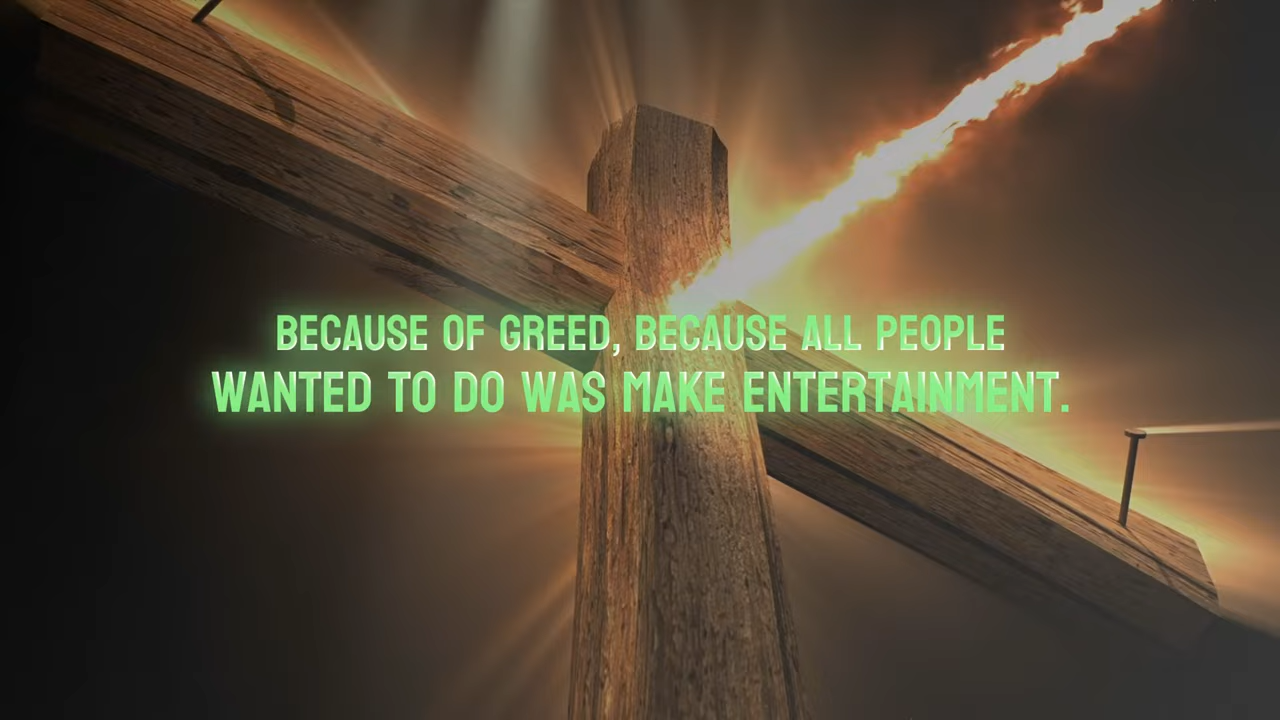 BECAUSE OF GREED, BECAUSE ALL PEOPLE
WANTED TO DO WAS MAKE ENTERTAINMENT.